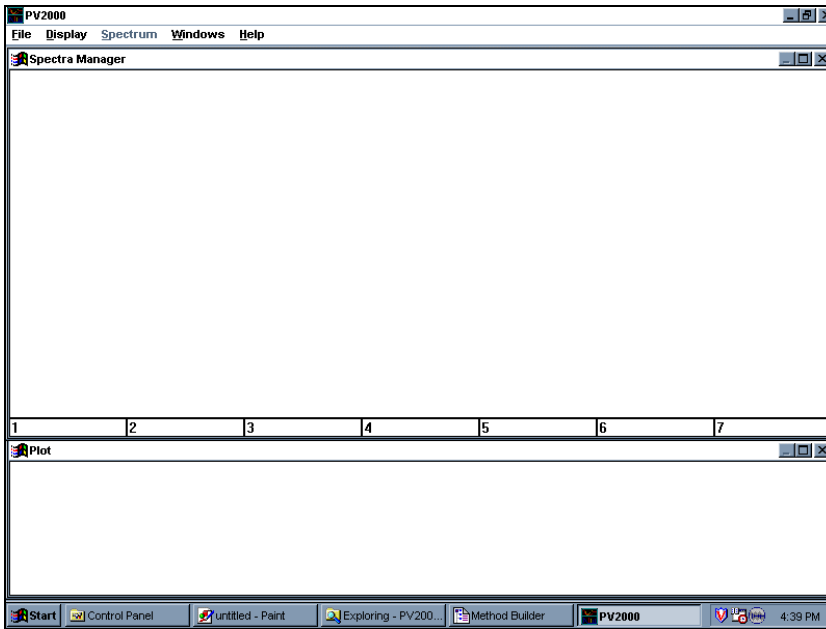 PV2000
File Display Spectrum Windows Help
Spectra Manager
1 2 3 4 5 6 7
Plot
Start Control Panel untitled - Paint Exploring - PV200... Method Builder PV2000 4:39 PM